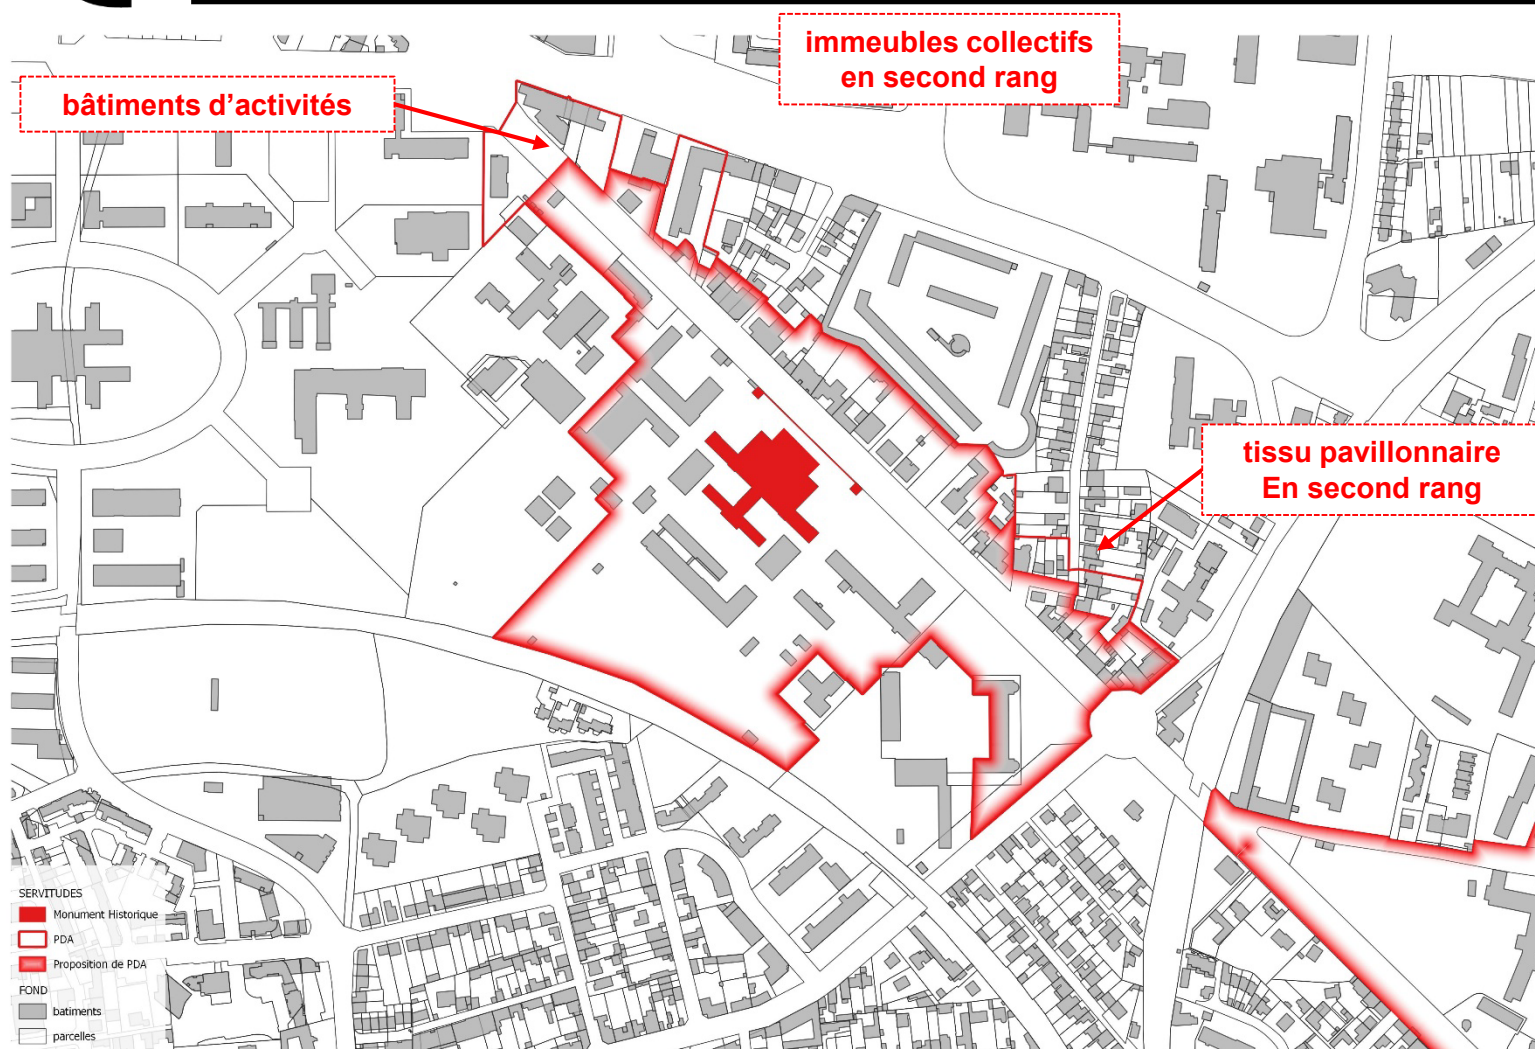 immeubles collectifs
en second rang
bâtiments d’activités
tissu pavillonnaire
En second rang
SERVITUDES
Monument Historique
PDA
Proposition de PDA
FOND
batiments
parcelles